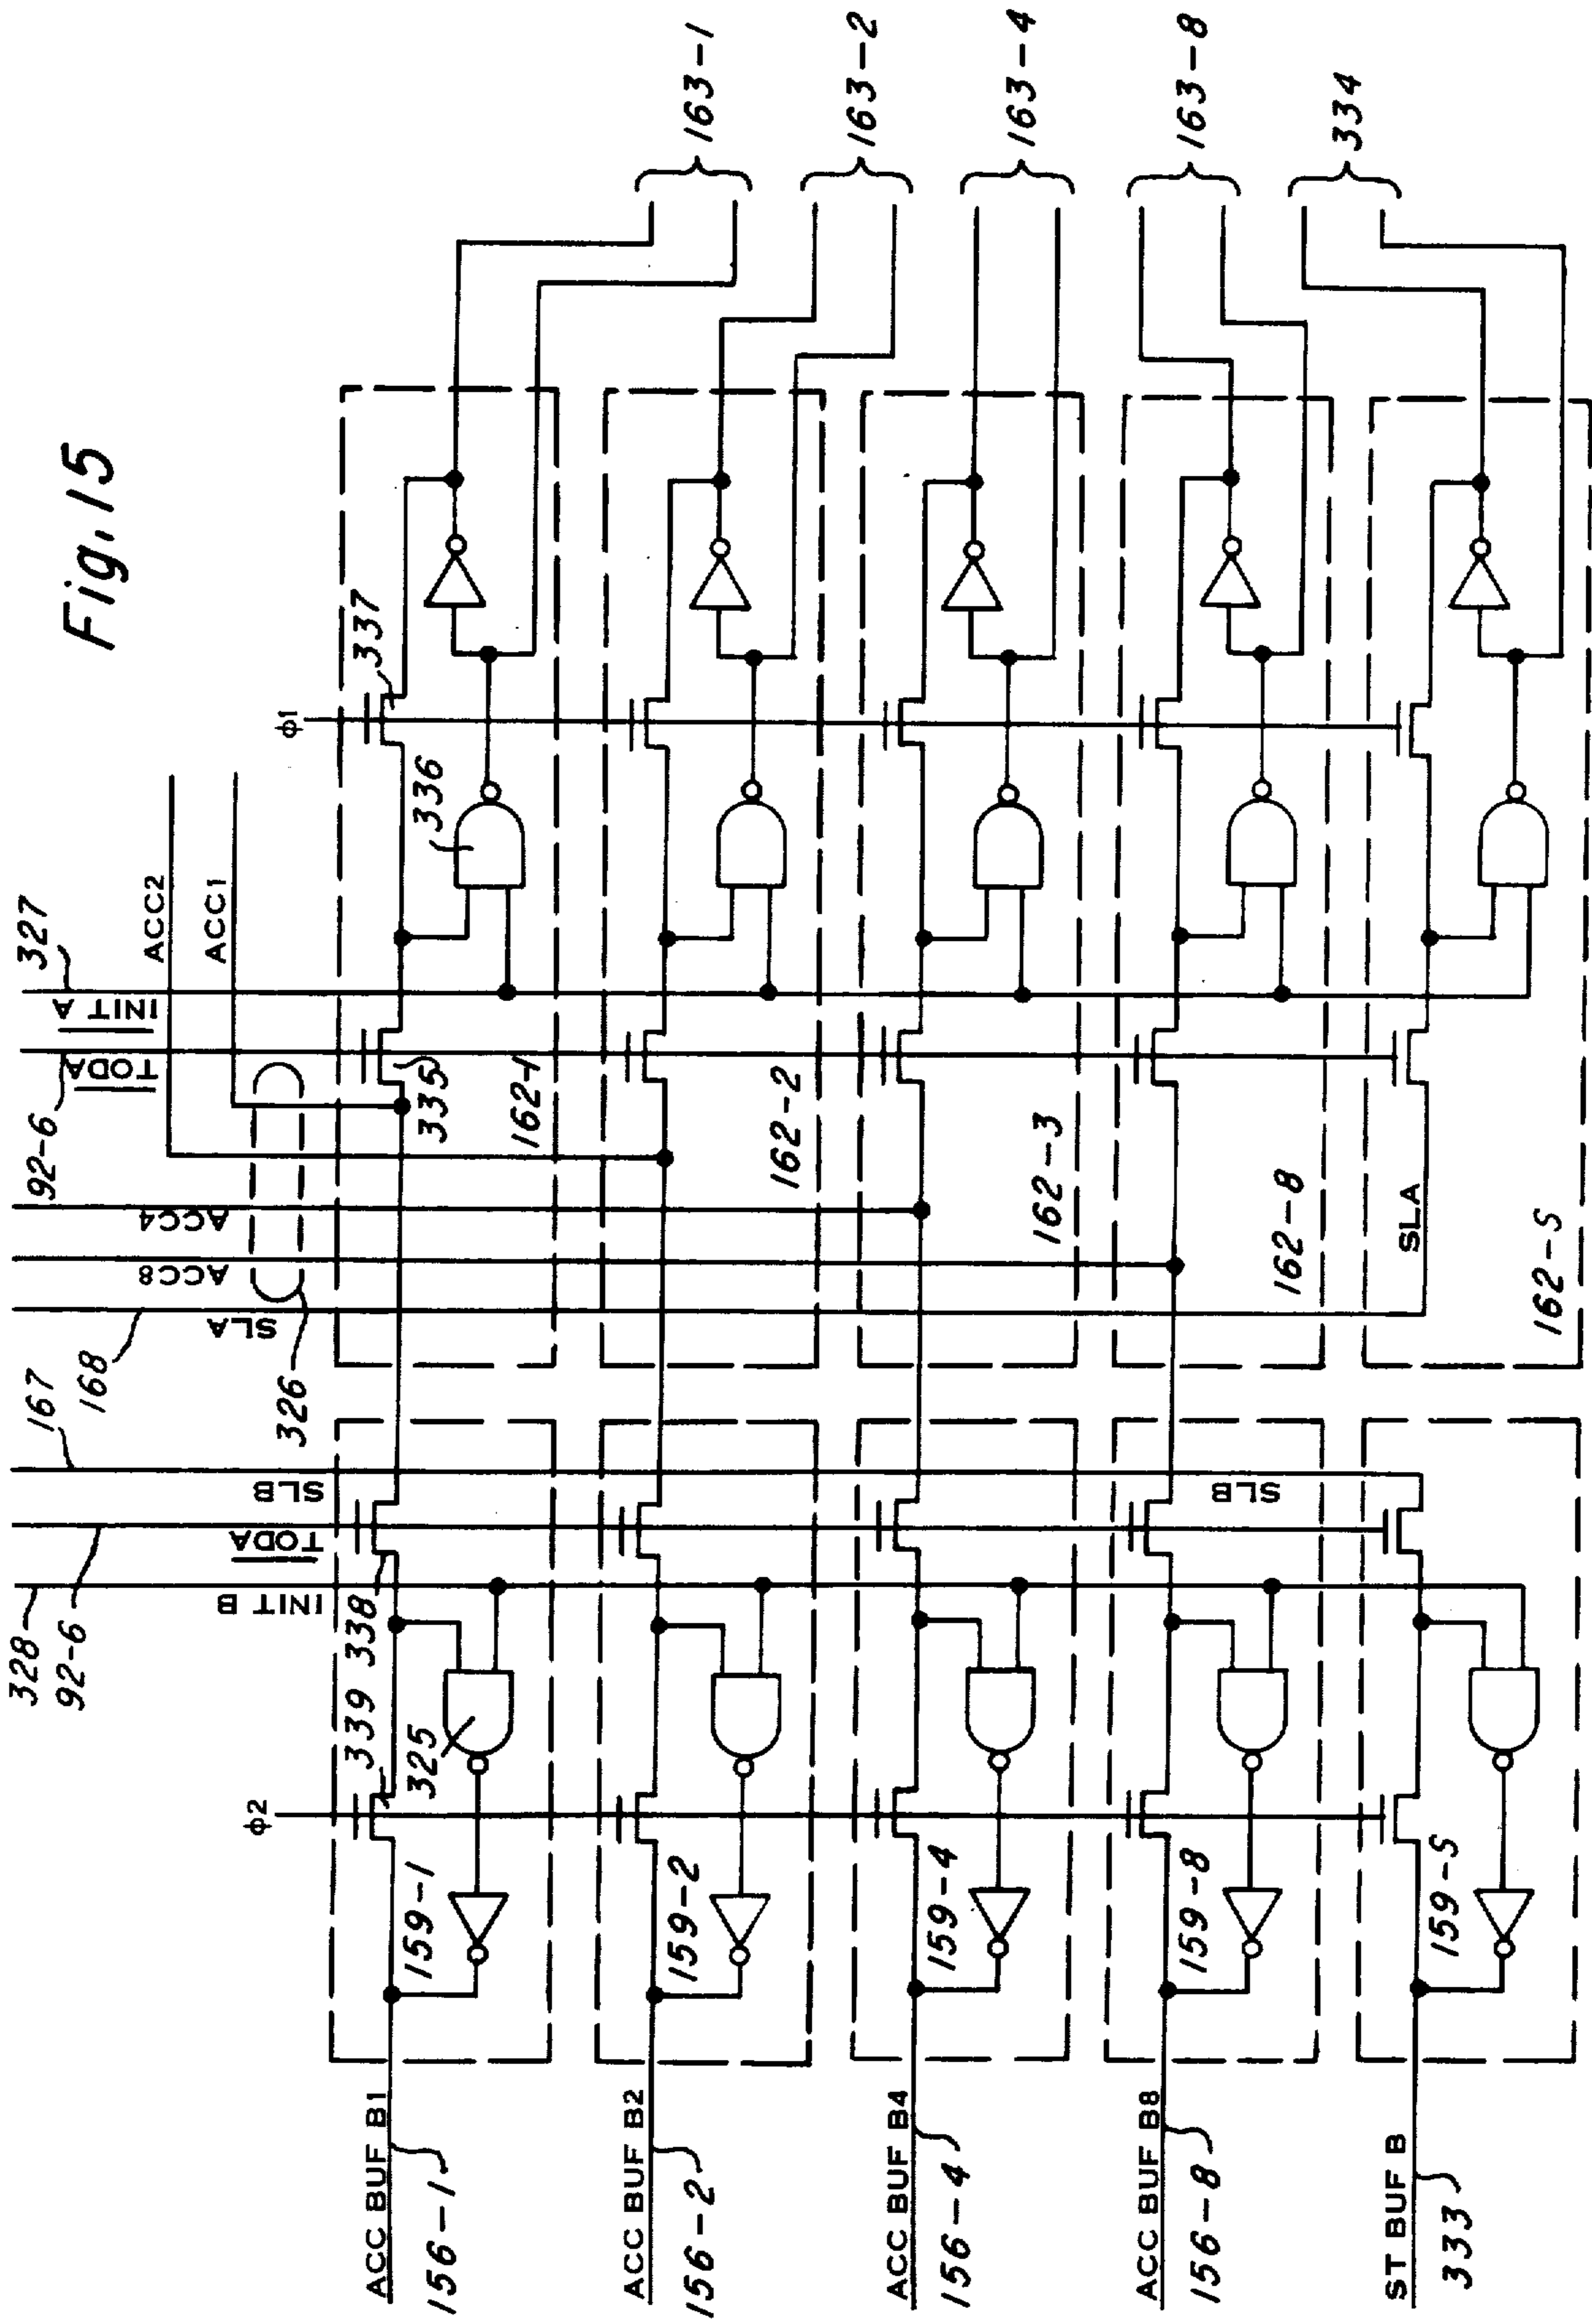 Fig. 15
328
92-6
167
168
92-6
327
INIT B
TODA
SLB
SLA
ACC8
ACC4
TODA
INIT A
ACC2
ACC1
326
φ2
φ1
339
338
325
335
336
337
159-1
162-1
163-1
ACC BUF B1
156-1
159-2
162-2
163-2
ACC BUF B2
156-2
159-4
162-3
163-4
ACC BUF B4
156-4
159-8
SLB
162-8
163-8
ACC BUF B8
156-8
159-S
SLA
162-S
334
ST BUF B
333